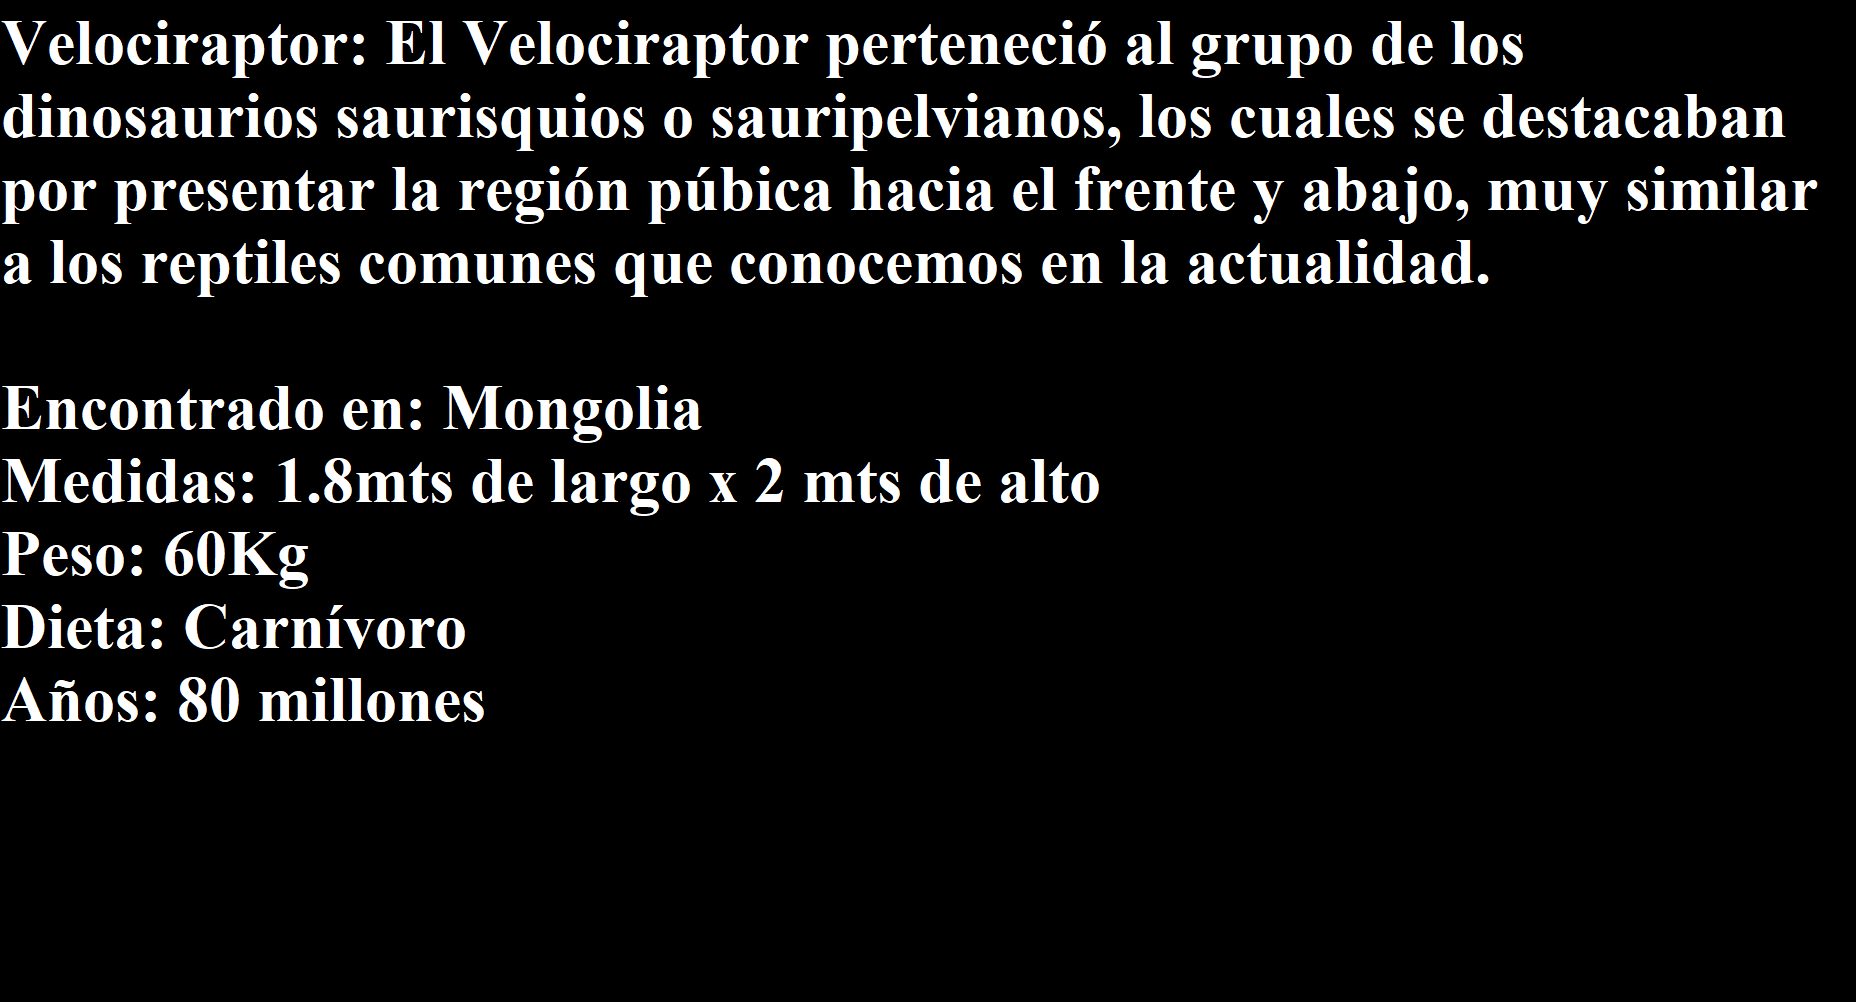 Velociraptor: El Velociraptor perteneció al grupo de los
dinosaurios saurisquios o sauripelvianos, los cuales se destacaban
por presentar la región púbica hacia el frente y abajo, muy similar
a los reptiles comunes que conocemos en la actualidad.
Encontrado en: Mongolia
Medidas: 1.8mts de largo x 2 mts de alto
Peso: 60Kg
Dieta: Carnívoro
Años: 80 millones